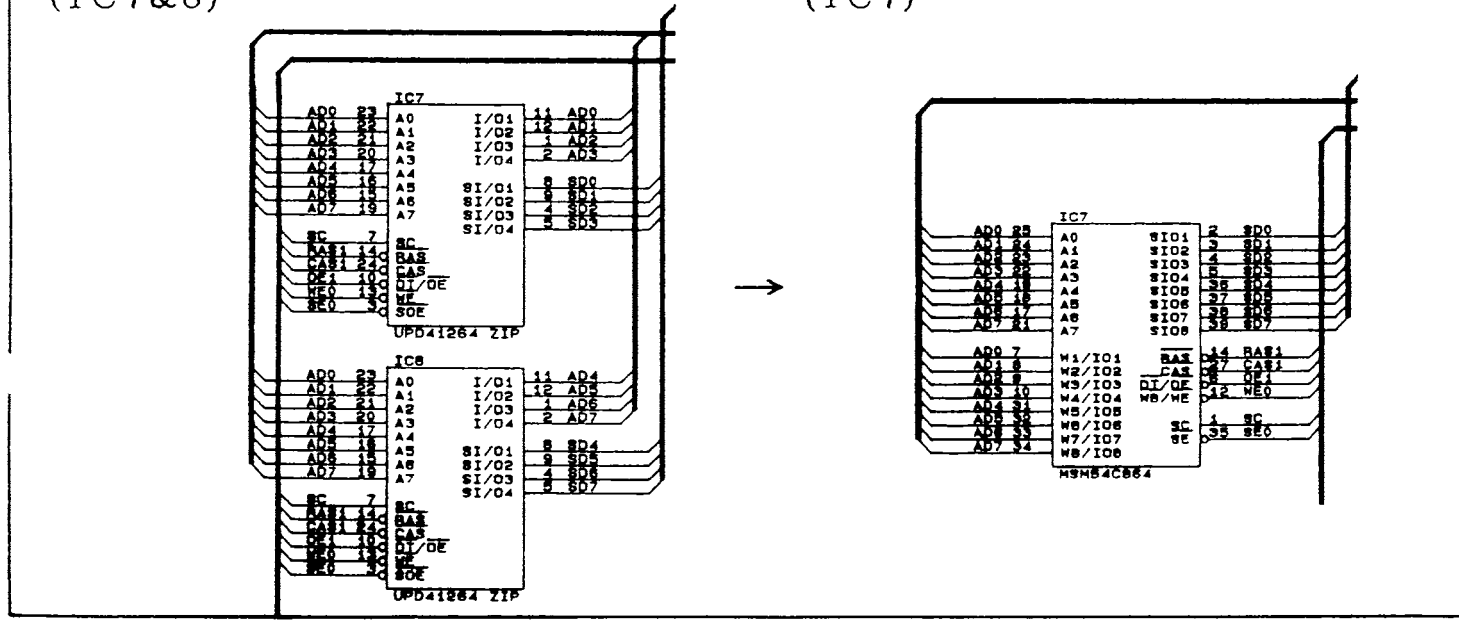 (IC7&8)
(IC7)
IC7
AD0 23 A0 I/O1 11 AD0
AD1 22 A1 I/O2 12 AD1
AD2 21 A2 I/O3 1 AD2
AD3 20 A3 I/O4 2 AD3
AD4 17 A4
AD5 16 A5 SI/O1 8 SD0
AD6 15 A6 SI/O2 9 SD1
AD7 19 A7 SI/O3 4 SD2
SI/O4 5 SD3
SC 7 SC
RAS1 14 RAS
CAS1 24 CAS
OE1 10 DT/OE
WE0 13 WE
SE0 3 SOE
UPD41264 ZIP
IC8
AD0 23 A0 I/O1 11 AD4
AD1 22 A1 I/O2 12 AD5
AD2 21 A2 I/O3 1 AD6
AD3 20 A3 I/O4 2 AD7
AD4 17 A4
AD5 16 A5 SI/O1 8 SD4
AD6 15 A6 SI/O2 9 SD5
AD7 19 A7 SI/O3 4 SD6
SI/O4 5 SD7
SC 7 SC
RAS1 14 RAS
CAS1 24 CAS
OE1 10 DT/OE
WE0 13 WE
SE0 3 SOE
UPD41264 ZIP
→
IC7
AD0 25 A0 SIO1 2 SD0
AD1 24 A1 SIO2 3 SD1
AD2 23 A2 SIO3 4 SD2
AD3 22 A3 SIO4 5 SD3
AD4 A4 SIO5 36 SD4
AD5 A5 SIO6 37 SD5
AD6 17 A6 SIO7 38 SD6
AD7 21 A7 SIO8 39 SD7
AD0 7 W1/IO1 RAS 14 RAS1
AD1 8 W2/IO2 CAS CAS1
AD2 9 W3/IO3 DT/OE OE1
AD3 10 W4/IO4 WB/WE 12 WE0
AD4 31 W5/IO5
AD5 32 W6/IO6 SC 1 SC
AD6 33 W7/IO7 SE 35 SE0
AD7 34 W8/IO8
MSM54C864